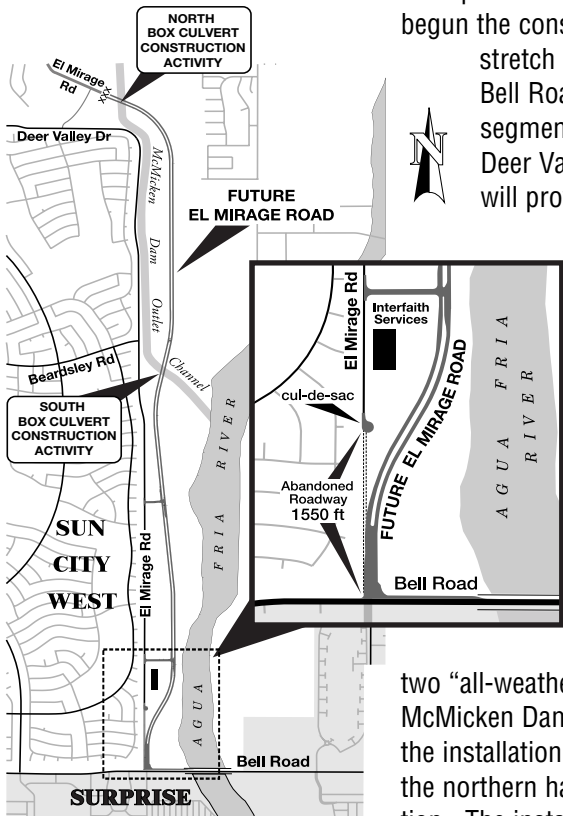 NORTH
BOX CULVERT
CONSTRUCTION
ACTIVITY
El Mirage
Rd
XXX
Deer Valley Dr
McMicken
Dam
Outlet
Channel
FUTURE
EL MIRAGE ROAD
N
begun the cons
stretch
Bell Roa
segmen
Deer Va
will pro
Beardsley Rd
SOUTH
BOX CULVERT
CONSTRUCTION
ACTIVITY
SUN
CITY
WEST
El Mirage Rd
AGUA
FRIA
RIVER
Bell Road
SURPRISE
El Mirage Rd
Interfaith
Services
cul-de-sac
FUTURE EL MIRAGE ROAD
Abandoned
Roadway
1550 ft
AGUA FRIA
RIVER
Bell Road
two “all-weathe
McMicken Dan
the installation
the northern ha